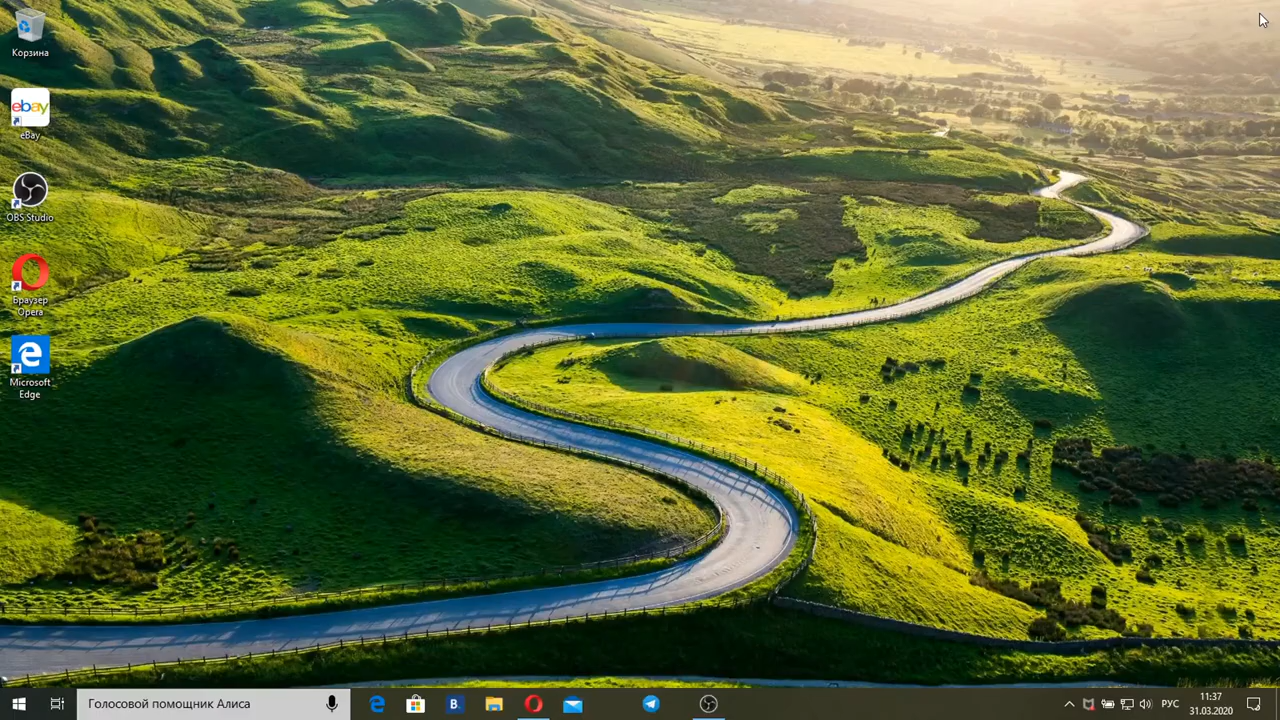 Корзина
ebay
eBay
OBS Studio
Браузер
Opera
Microsoft
Edge
Голосовой помощник Алиса
B.
РУС
11:37
31.03.2020